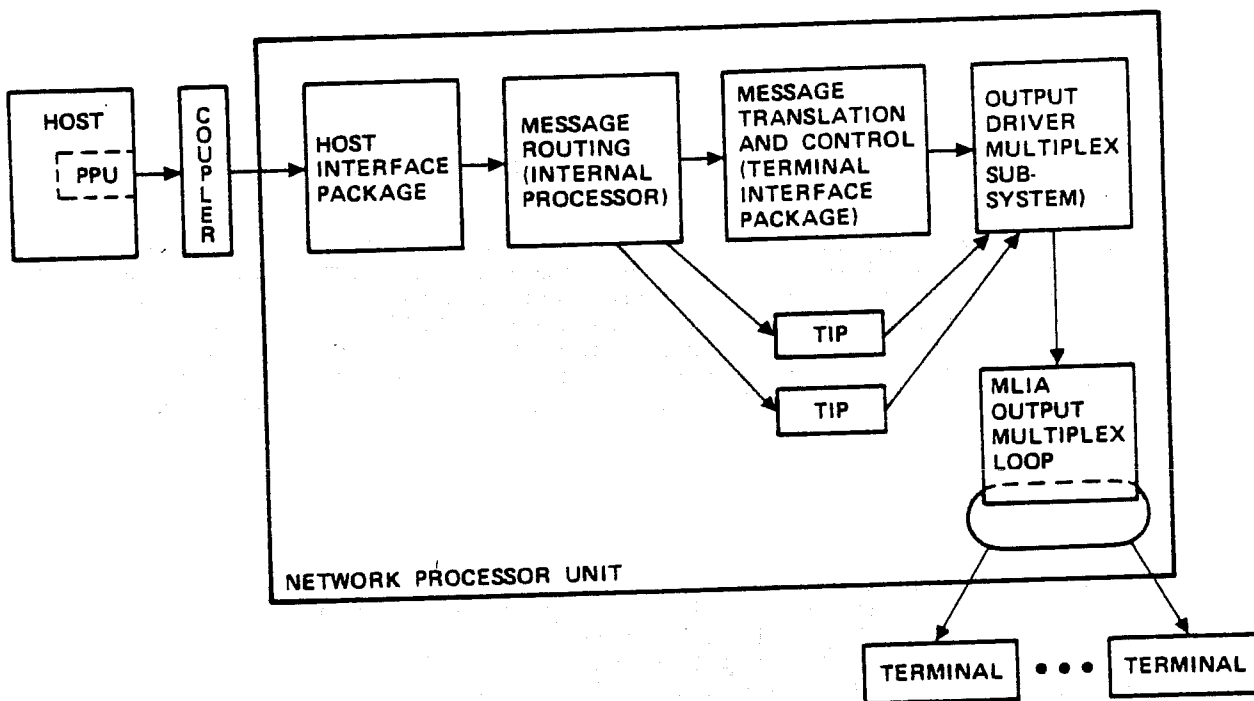 HOST
PPU
COUPLER
HOST
INTERFACE
PACKAGE
MESSAGE
ROUTING
(INTERNAL
PROCESSOR)
MESSAGE
TRANSLATION
AND CONTROL
(TERMINAL
INTERFACE
PACKAGE)
OUTPUT
DRIVER
MULTIPLEX
SUB-
SYSTEM)
TIP
TIP
MLIA
OUTPUT
MULTIPLEX
LOOP
NETWORK PROCESSOR UNIT
TERMINAL
TERMINAL